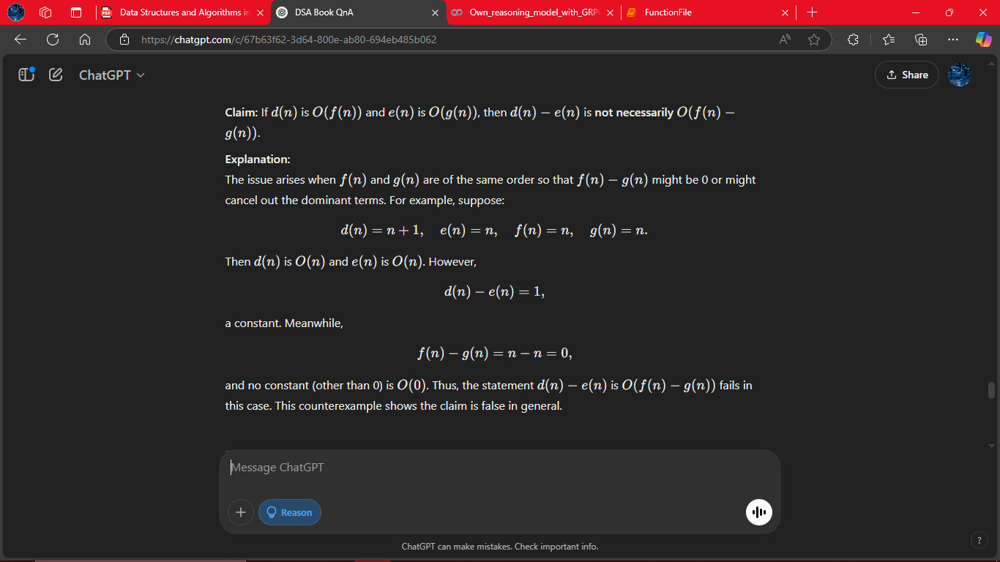 Data Structures and Algorithms in
DSA Book QnA
Own_reasoning_model_with_GRP
FunctionFile
https://chatgpt.com/c/67b63f62-3d64-800e-ab80-694eb485b062
ChatGPT
Share
Claim: If d(n) is O(f(n)) and e(n) is O(g(n)), then d(n) − e(n) is not necessarily O(f(n) −
g(n)).
Explanation:
The issue arises when f(n) and g(n) are of the same order so that f(n) − g(n) might be 0 or might
cancel out the dominant terms. For example, suppose:
d(n) = n + 1, e(n) = n, f(n) = n, g(n) = n.
Then d(n) is O(n) and e(n) is O(n). However,
d(n) − e(n) = 1,
a constant. Meanwhile,
f(n) − g(n) = n − n = 0,
and no constant (other than 0) is O(0). Thus, the statement d(n) − e(n) is O(f(n) − g(n)) fails in
this case. This counterexample shows the claim is false in general.
Message ChatGPT
Reason
ChatGPT can make mistakes. Check important info.
?